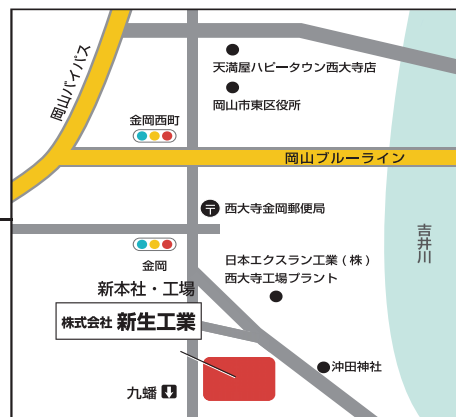 岡山バイパス
天満屋ハピータウン西大寺店
岡山市東区役所
金岡西町
岡山ブルーライン
〒 西大寺金岡郵便局
吉井川
金岡
日本エクスラン工業(株)
西大寺工場プラント
新本社・工場
株式会社 新生工業
沖田神社
九蟠